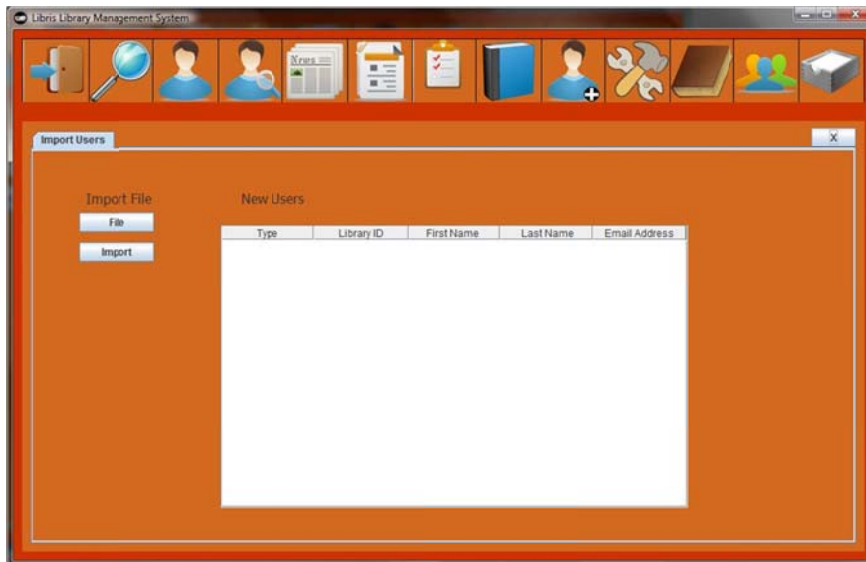 Libris Library Management System
News
Import Users
X
Import File
New Users
File
Import
Type Library ID First Name Last Name Email Address